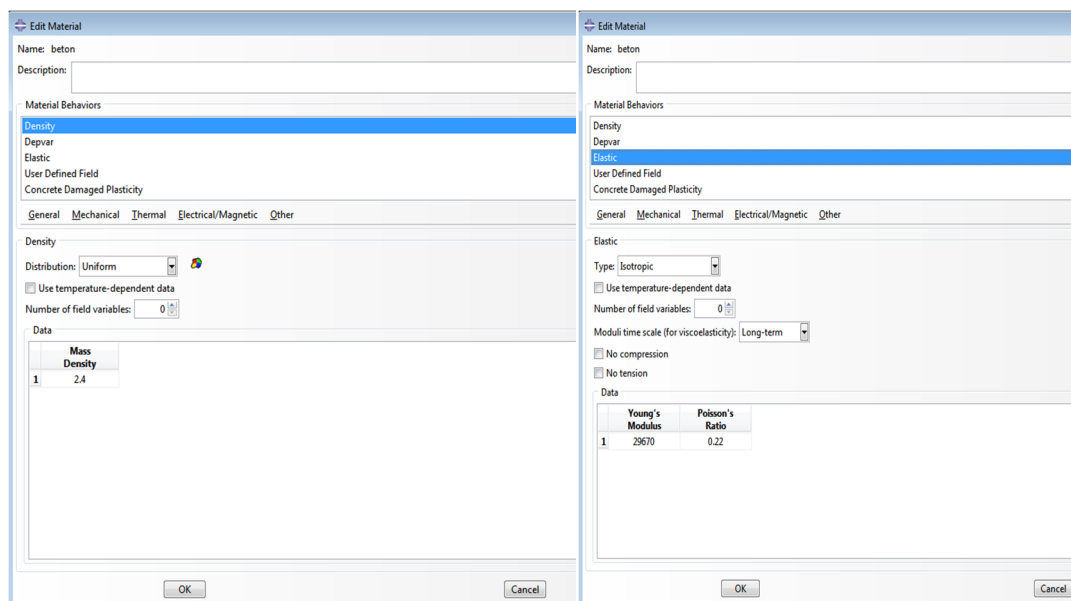 Edit Material
Name: beton
Description:
Material Behaviors
Density
Depvar
Elastic
User Defined Field
Concrete Damaged Plasticity
General Mechanical Thermal Electrical/Magnetic Other
Density
Distribution: Uniform
Use temperature-dependent data
Number of field variables: 0
Data
Mass
Density
1 2.4
OK Cancel
Edit Material
Name: beton
Description:
Material Behaviors
Density
Depvar
Elastic
User Defined Field
Concrete Damaged Plasticity
General Mechanical Thermal Electrical/Magnetic Other
Elastic
Type: Isotropic
Use temperature-dependent data
Number of field variables: 0
Moduli time scale (for viscoelasticity): Long-term
No compression
No tension
Data
Young's Poisson's
Modulus Ratio
1 29670 0.22
OK Cancel